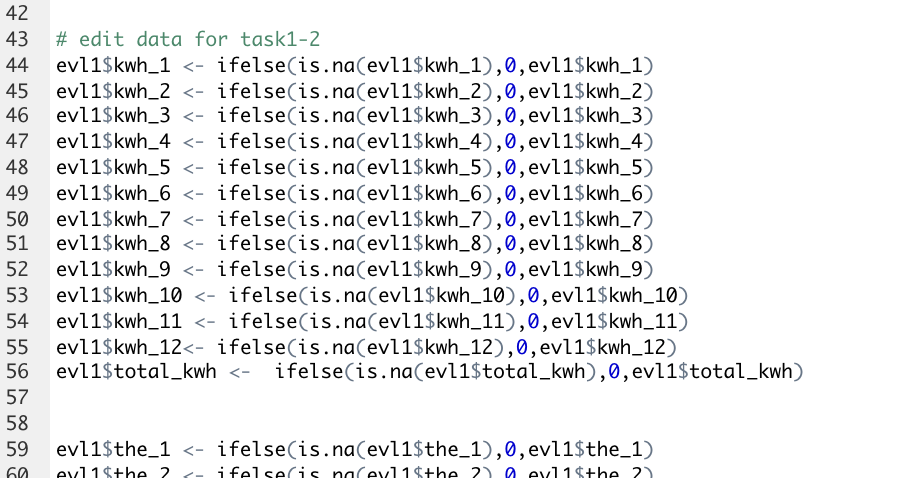 42
43 # edit data for task1-2
44 evl1$kwh_1 <- ifelse(is.na(evl1$kwh_1),0,evl1$kwh_1)
45 evl1$kwh_2 <- ifelse(is.na(evl1$kwh_2),0,evl1$kwh_2)
46 evl1$kwh_3 <- ifelse(is.na(evl1$kwh_3),0,evl1$kwh_3)
47 evl1$kwh_4 <- ifelse(is.na(evl1$kwh_4),0,evl1$kwh_4)
48 evl1$kwh_5 <- ifelse(is.na(evl1$kwh_5),0,evl1$kwh_5)
49 evl1$kwh_6 <- ifelse(is.na(evl1$kwh_6),0,evl1$kwh_6)
50 evl1$kwh_7 <- ifelse(is.na(evl1$kwh_7),0,evl1$kwh_7)
51 evl1$kwh_8 <- ifelse(is.na(evl1$kwh_8),0,evl1$kwh_8)
52 evl1$kwh_9 <- ifelse(is.na(evl1$kwh_9),0,evl1$kwh_9)
53 evl1$kwh_10 <- ifelse(is.na(evl1$kwh_10),0,evl1$kwh_10)
54 evl1$kwh_11 <- ifelse(is.na(evl1$kwh_11),0,evl1$kwh_11)
55 evl1$kwh_12<- ifelse(is.na(evl1$kwh_12),0,evl1$kwh_12)
56 evl1$total_kwh <-  ifelse(is.na(evl1$total_kwh),0,evl1$total_kwh)
57
58
59 evl1$the_1 <- ifelse(is.na(evl1$the_1),0,evl1$the_1)
60 evl1$the_2 <- ifelse(is.na(evl1$the_2),0,evl1$the_2)